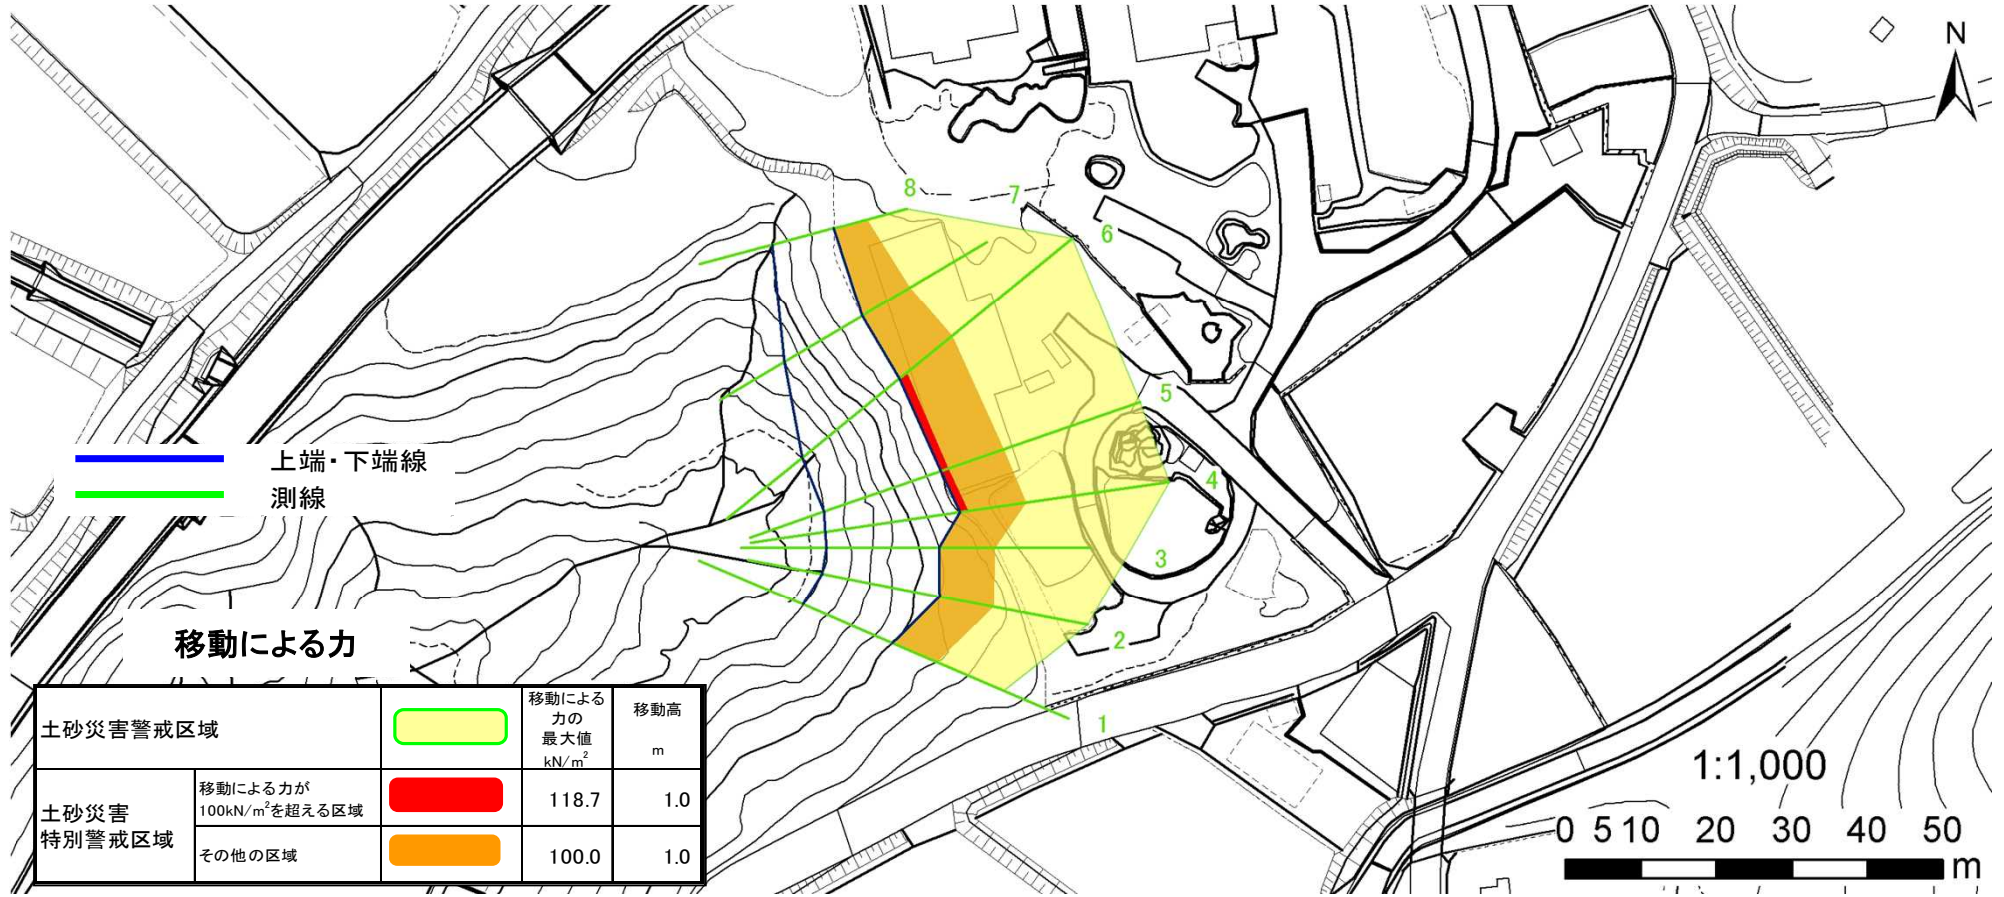 N
8
7
6
5
4
3
2
1
上端・下端線
測線
移動による力
土砂災害警戒区域
移動による
力の
最大値
kN/m²
移動高
m
土砂災害
特別警戒区域
移動による力が
100kN/m²を超える区域
118.7
1.0
その他の区域
100.0
1.0
1:1,000
0 5 10 20 30 40 50
m